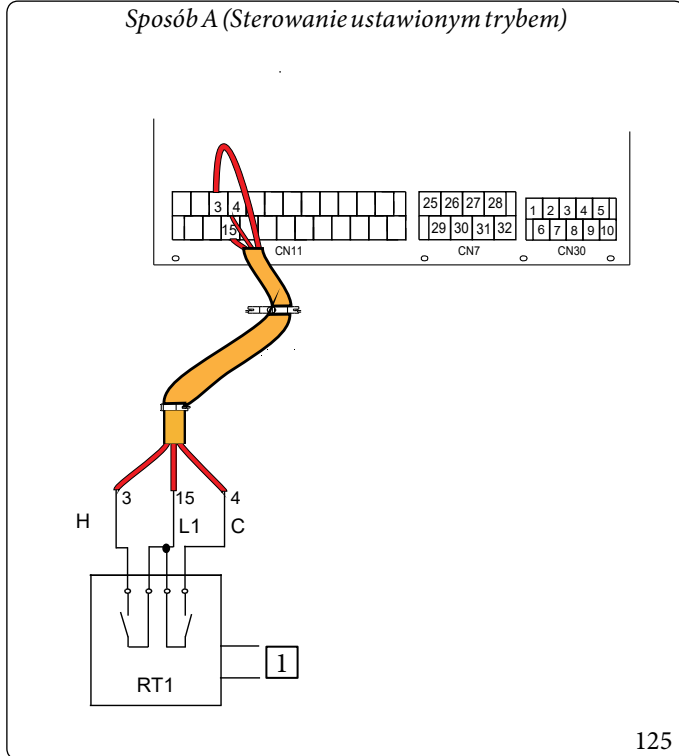 Sposób A (Sterowanie ustawionym trybem)
3 4
15
25 26 27 28
29 30 31 32
1 2 3 4 5
6 7 8 9 10
CN11 CN7 CN30
3 15 4
H L1 C
RT1
1
125